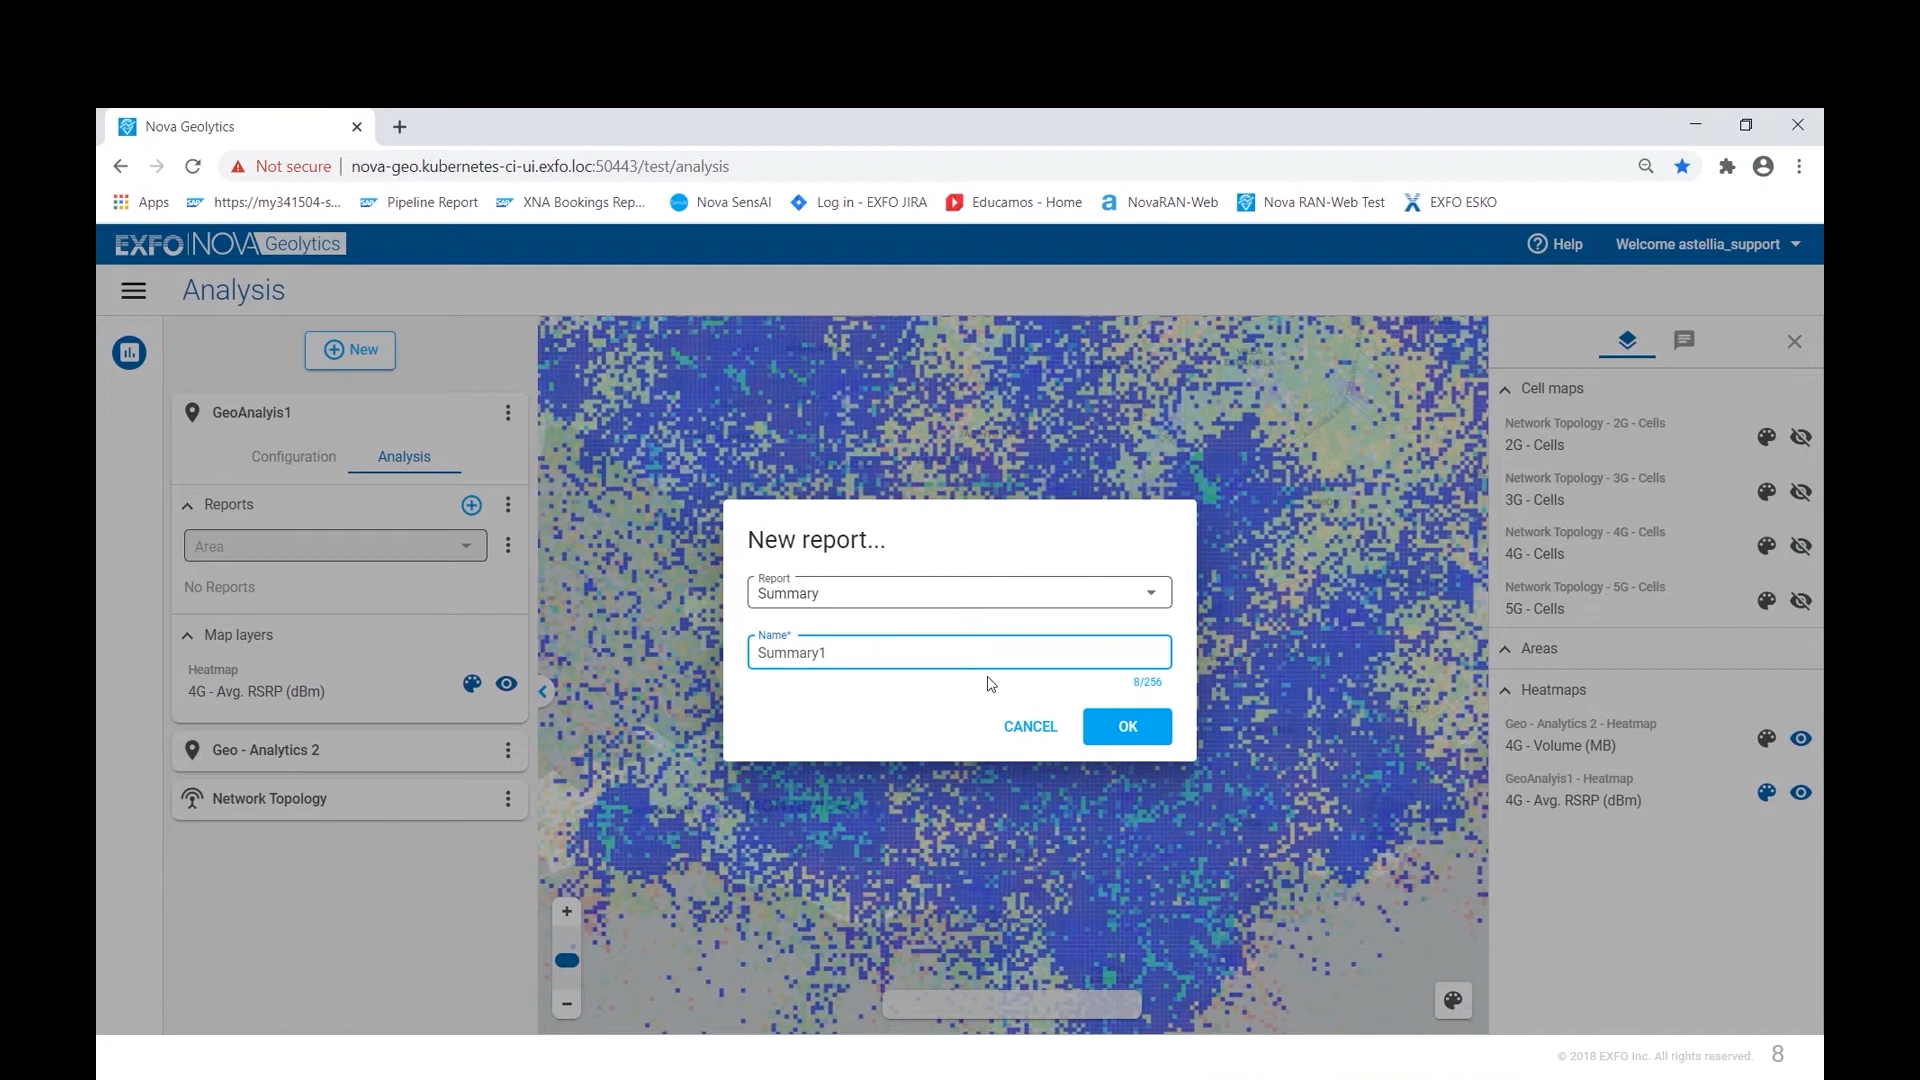 Nova Geolytics
Not secure | nova-geo.kubernetes-ci-ui.exfo.loc:50443/test/analysis
Apps https://my341504-s... Pipeline Report XNA Bookings Rep... Nova SensAI Log in - EXFO JIRA Educamos - Home NovaRAN-Web Nova RAN-Web Test EXFO ESKO
EXFO NOVA Geolytics
Help Welcome astellia_support
Analysis
New
GeoAnalyis1
Configuration Analysis
Reports
Area
No Reports
Map layers
Heatmap
4G - Avg. RSRP (dBm)
Geo - Analytics 2
Network Topology
New report...
Report
Summary
Name*
Summary1
8/256
CANCEL OK
Cell maps
Network Topology - 2G - Cells
2G - Cells
Network Topology - 3G - Cells
3G - Cells
Network Topology - 4G - Cells
4G - Cells
Network Topology - 5G - Cells
5G - Cells
Areas
Heatmaps
Geo - Analytics 2 - Heatmap
4G - Volume (MB)
GeoAnalyis1 - Heatmap
4G - Avg. RSRP (dBm)
© 2018 EXFO Inc. All rights reserved. 8